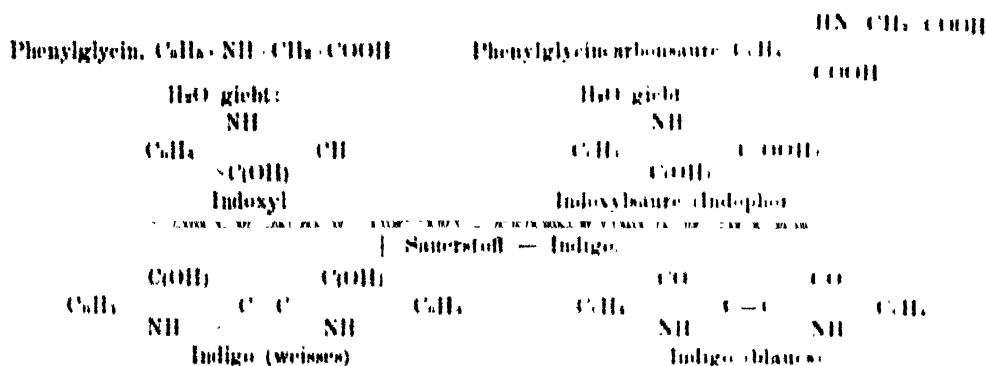 HN CH₂ COOH
Phenylglycin, C₆H₅·NH·CH₂·COOH Phenylglycincarbonsäure C₆H₄
COOH
H₂O giebt: H₂O giebt
NH NH
C₆H₄ CH C₆H₄
C(OH)
Indoxyl Indoxylsäure (Indophor
Sauerstoff — Indigo.
C(OH) C(OH) CO CO
C₆H₄ C C C₆H₄ C₆H₄ C—C C₆H₄
NH NH NH NH
Indigo (weisses) Indigo (blaues)